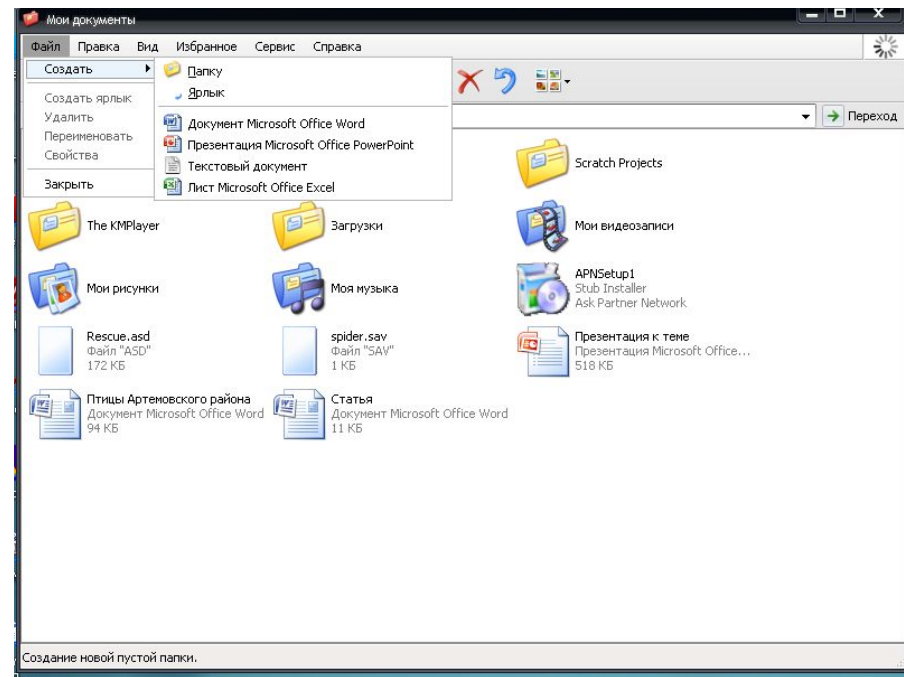 Мои документы
Файл Правка Вид Избранное Сервис Справка
Создать
Создать ярлык
Удалить
Переименовать
Свойства
Закрыть
Папку
Ярлык
Документ Microsoft Office Word
Презентация Microsoft Office PowerPoint
Текстовый документ
Лист Microsoft Office Excel
Переход
Scratch Projects
The KMPlayer
Загрузки
Мои видеозаписи
Мои рисунки
Моя музыка
APNSetup1
Stub Installer
Ask Partner Network
Rescue.asd
Файл "ASD"
172 КБ
spider.sav
Файл "SAV"
1 КБ
Презентация к теме
Презентация Microsoft Office...
518 КБ
Птицы Артемовского района
Документ Microsoft Office Word
94 КБ
Статья
Документ Microsoft Office Word
11 КБ
Создание новой пустой папки.